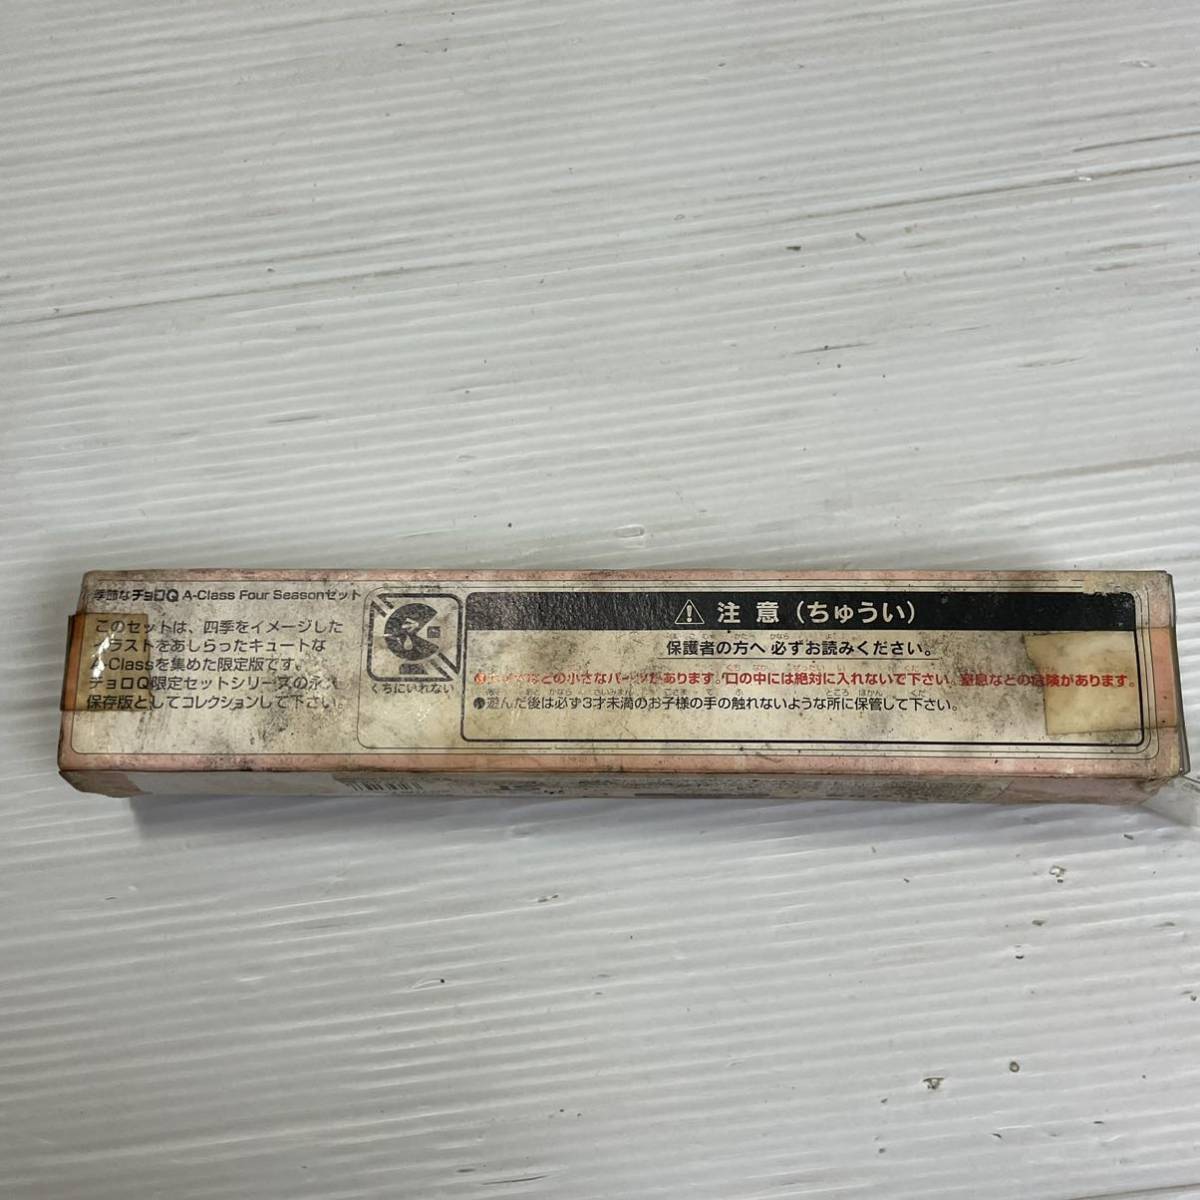 季節なチョロQ A-Class Four Seasonセット
このセットは、四季をイメージした
イラストをあしらったキュートな
A-Classを集めた限定版です。
チョロQ限定セットシリーズの永
保存版としてコレクションして下さい。
くちにいれない
注意（ちゅうい）
保護者の方へ 必ずお読みください。
などの小さなパーツがあります。口の中には絶対に入れないで下さい。窒息などの危険があります。
●遊んだ後は必ず3才未満のお子様の手の触れないような所に保管して下さい。